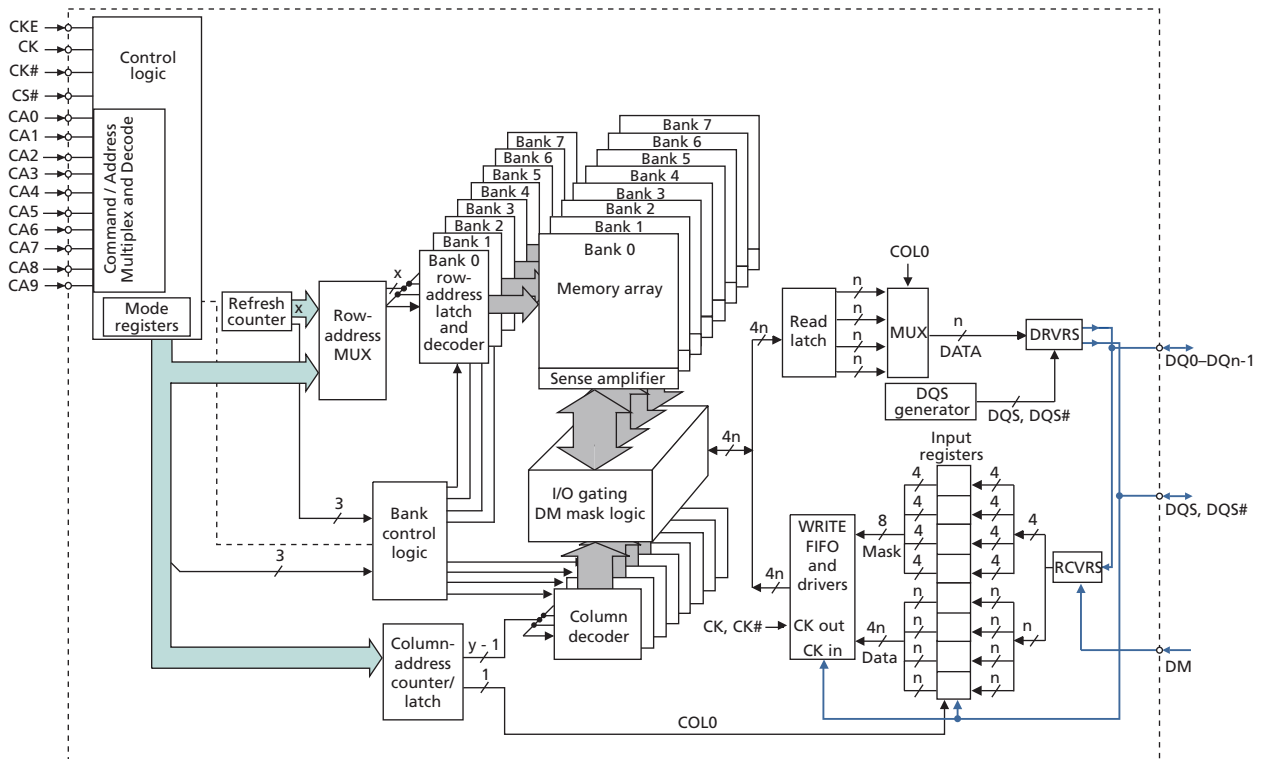 CKE
CK
CK#
CS#
CA0
CA1
CA2
CA3
CA4
CA5
CA6
CA7
CA8
CA9
Control
logic
Command / Address
Multiplex and Decode
Mode
registers
Refresh
counter
x
Row-
address
MUX
x
Bank 7
Bank 6
Bank 5
Bank 4
Bank 3
Bank 2
Bank 1
Bank 0
row-
address
latch
and
decoder
Bank 7
Bank 6
Bank 5
Bank 4
Bank 3
Bank 2
Bank 1
Bank 0
Memory array
Sense amplifier
3
3
Bank
control
logic
I/O gating
DM mask logic
Column
decoder
Column-
address
counter/
latch
y - 1
1
COL0
4n
4n
4n
Read
latch
n
n
n
n
COL0
MUX
n
DATA
DRVRS
DQS
generator
DQS, DQS#
DQ0–DQn-1
DQS, DQS#
DM
Input
registers
4
4
4
4
n
n
n
n
4
4
4
4
n
n
n
n
4
n
RCVRS
8
Mask
4n
Data
WRITE
FIFO
and
drivers
CK out
CK in
CK, CK#